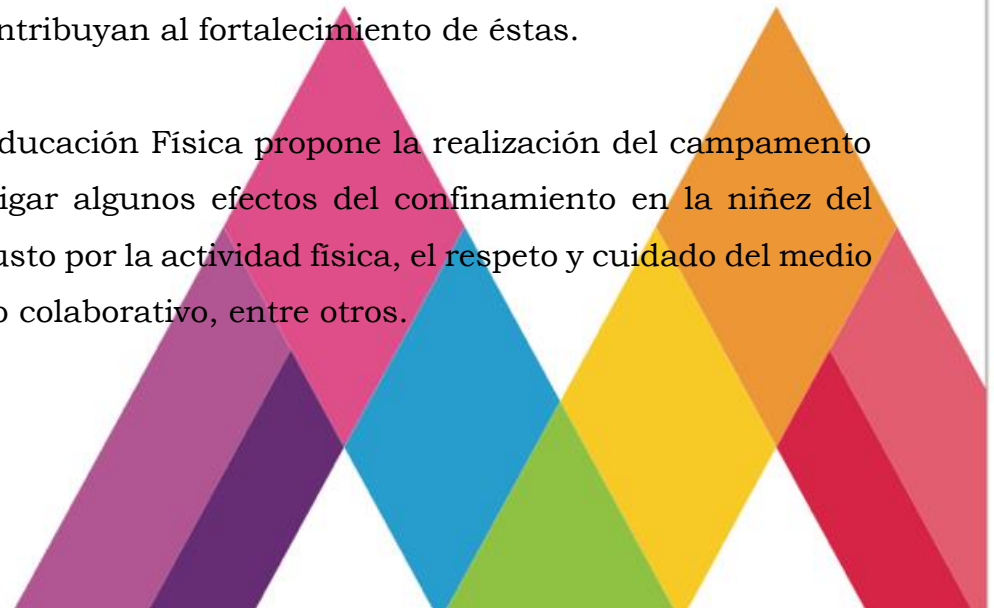 ntribuyan al fortalecimiento de éstas.
ducación Física propone la realización del campamento
igar algunos efectos del confinamiento en la niñez del
usto por la actividad física, el respeto y cuidado del medio
o colaborativo, entre otros.